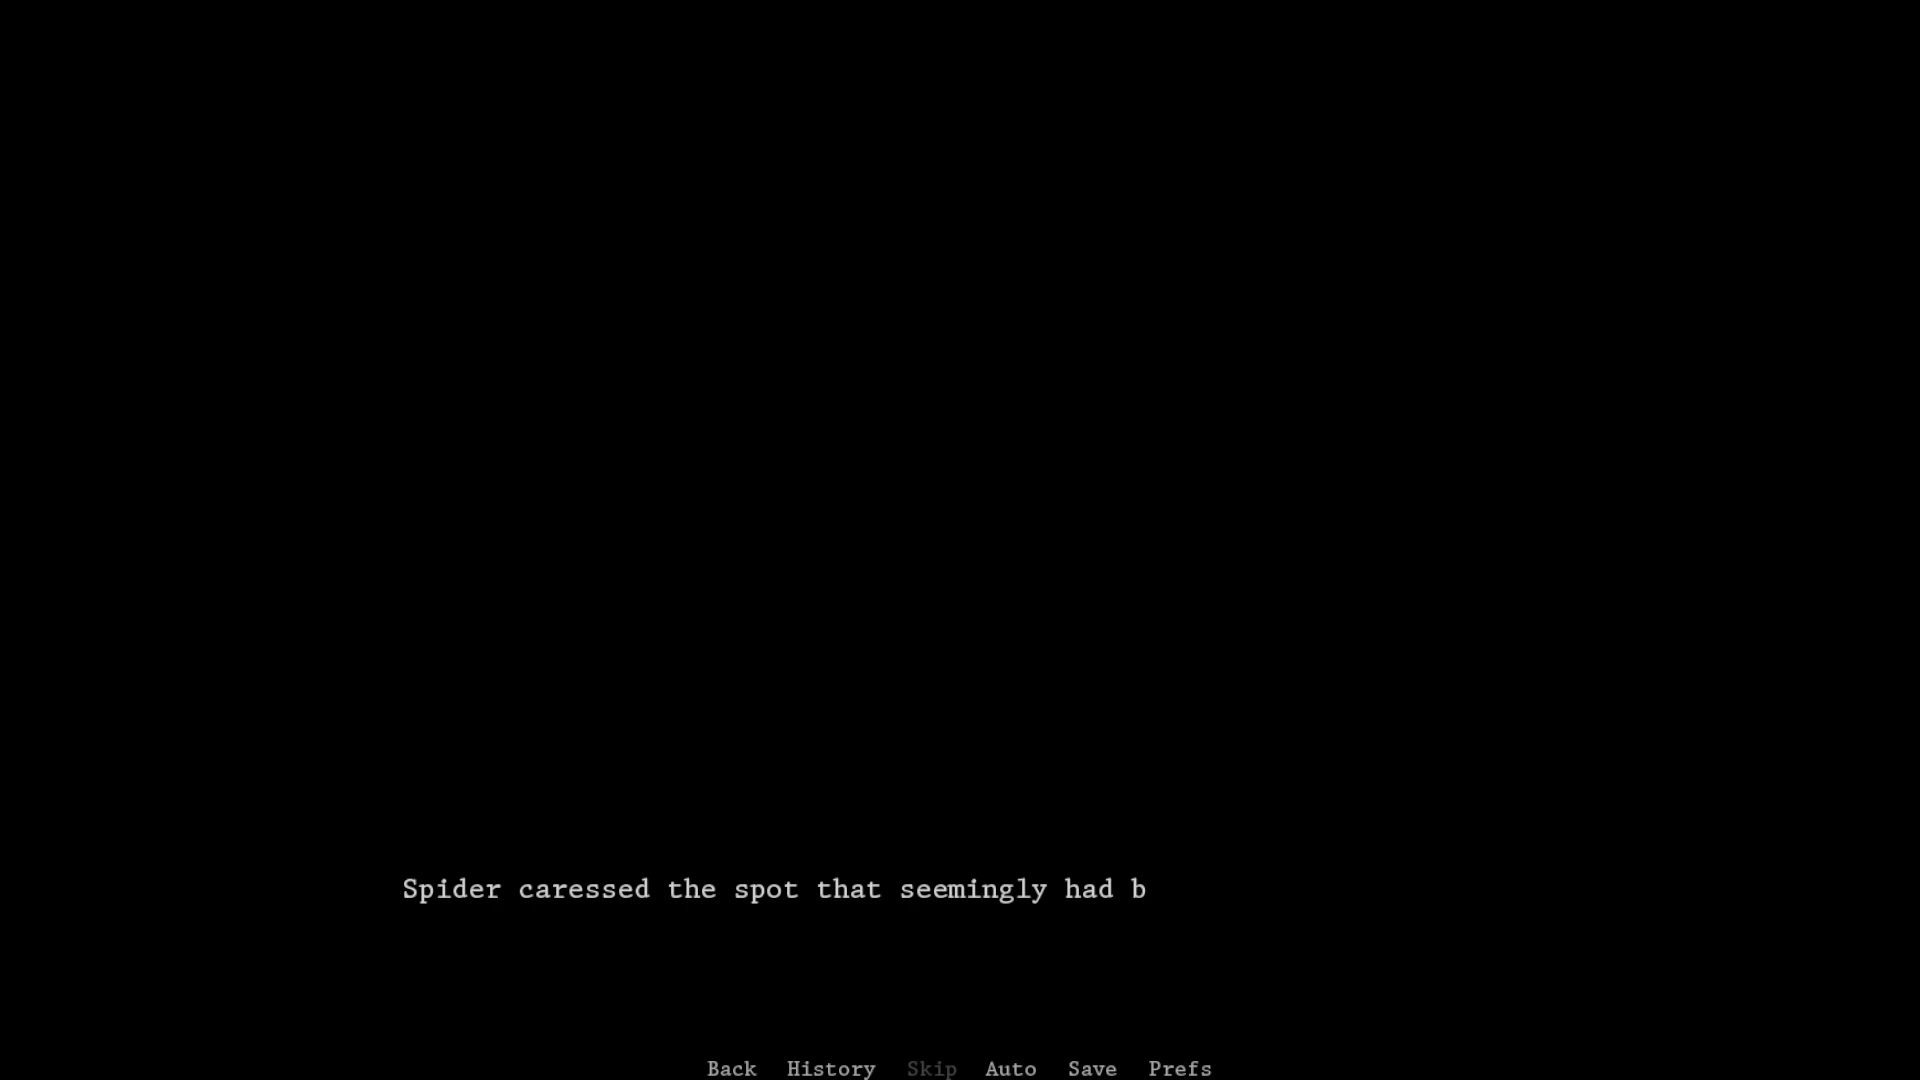 Spider caressed the spot that seemingly had b
Back History Skip Auto Save Prefs